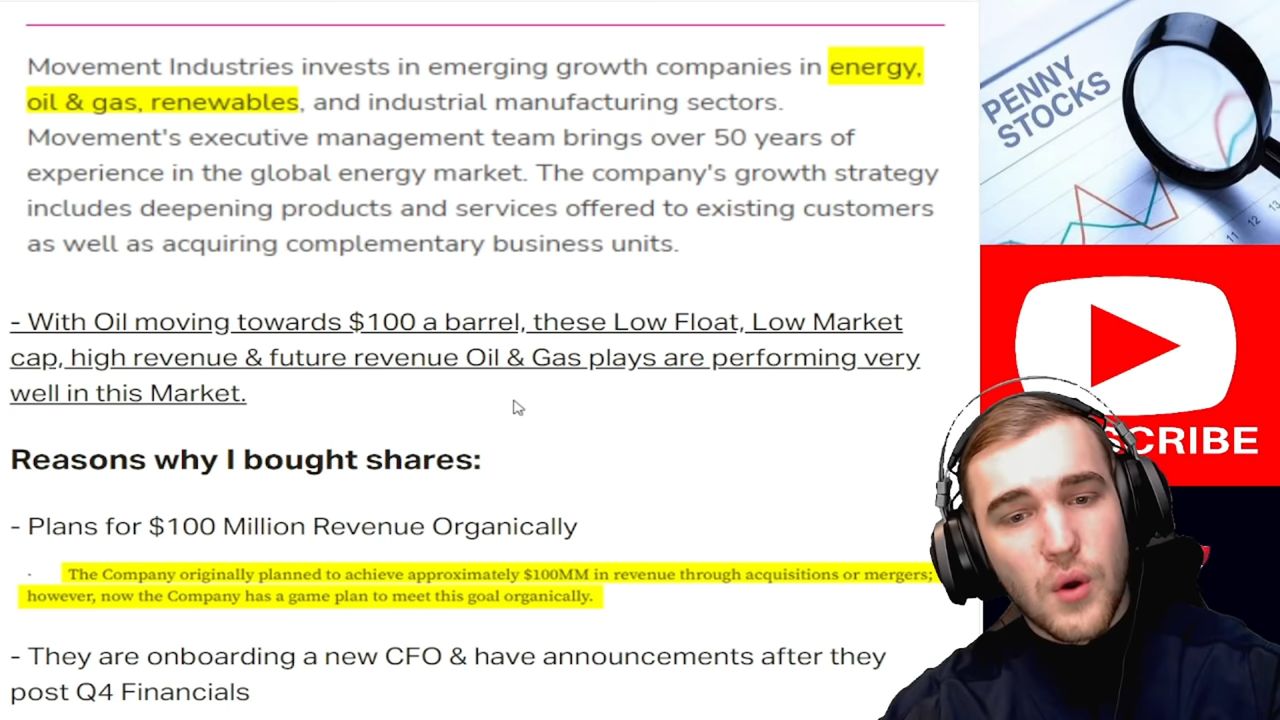 Movement Industries invests in emerging growth companies in energy,
oil & gas, renewables, and industrial manufacturing sectors.
Movement's executive management team brings over 50 years of
experience in the global energy market. The company's growth strategy
includes deepening products and services offered to existing customers
as well as acquiring complementary business units.
- With Oil moving towards $100 a barrel, these Low Float, Low Market
cap, high revenue & future revenue Oil & Gas plays are performing very
well in this Market.
Reasons why I bought shares:
- Plans for $100 Million Revenue Organically
· The Company originally planned to achieve approximately $100MM in revenue through acquisitions or mergers;
however, now the Company has a game plan to meet this goal organically.
- They are onboarding a new CFO & have announcements after they
post Q4 Financials
PENNY
STOCKS
11 12 13
SCRIBE